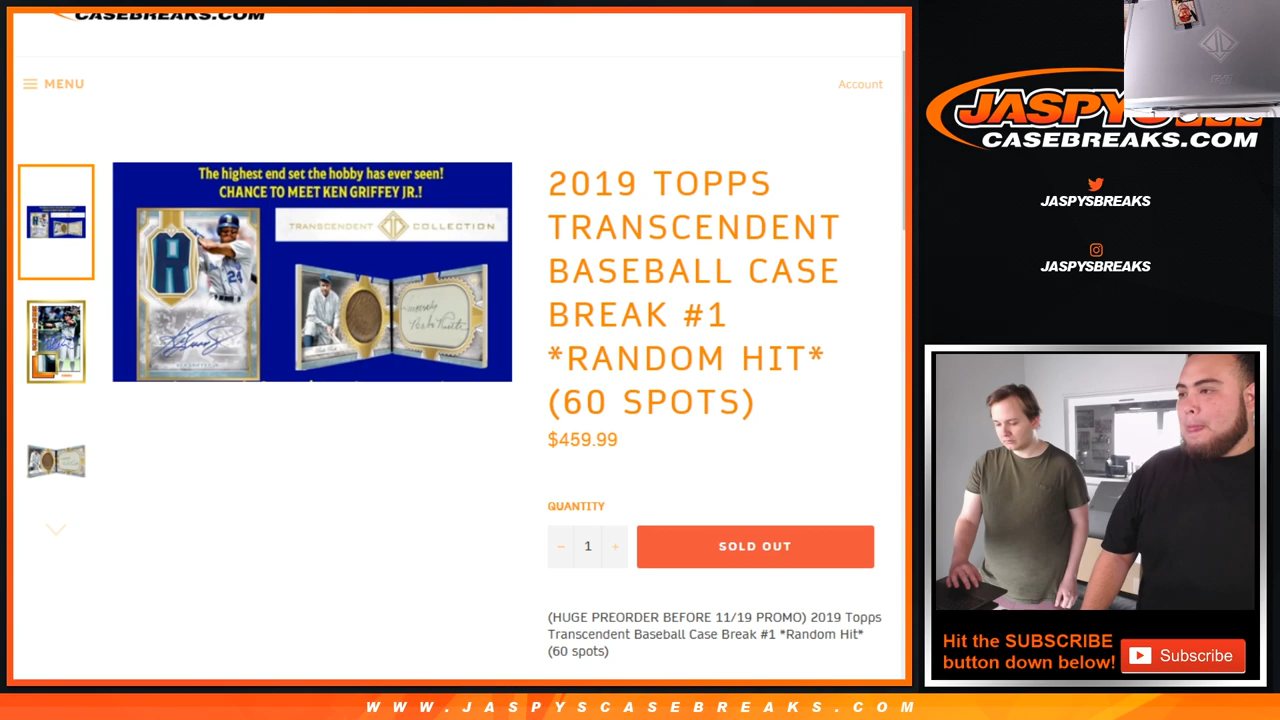 CASEBREAKS.COM
MENU
Account
The highest end set the hobby has ever seen!
CHANCE TO MEET KEN GRIFFEY JR.!
TRANSCENDENT COLLECTION
24
2019 TOPPS
TRANSCENDENT
BASEBALL CASE
BREAK #1
*RANDOM HIT*
(60 SPOTS)
$459.99
QUANTITY
− 1 +
SOLD OUT
(HUGE PREORDER BEFORE 11/19 PROMO) 2019 Topps
Transcendent Baseball Case Break #1 *Random Hit*
(60 spots)
CASEBREAKS.COM
JASPYSBREAKS
JASPYSBREAKS
Hit the SUBSCRIBE
button down below!
Subscribe
WWW.JASPYSCASEBREAKS.COM